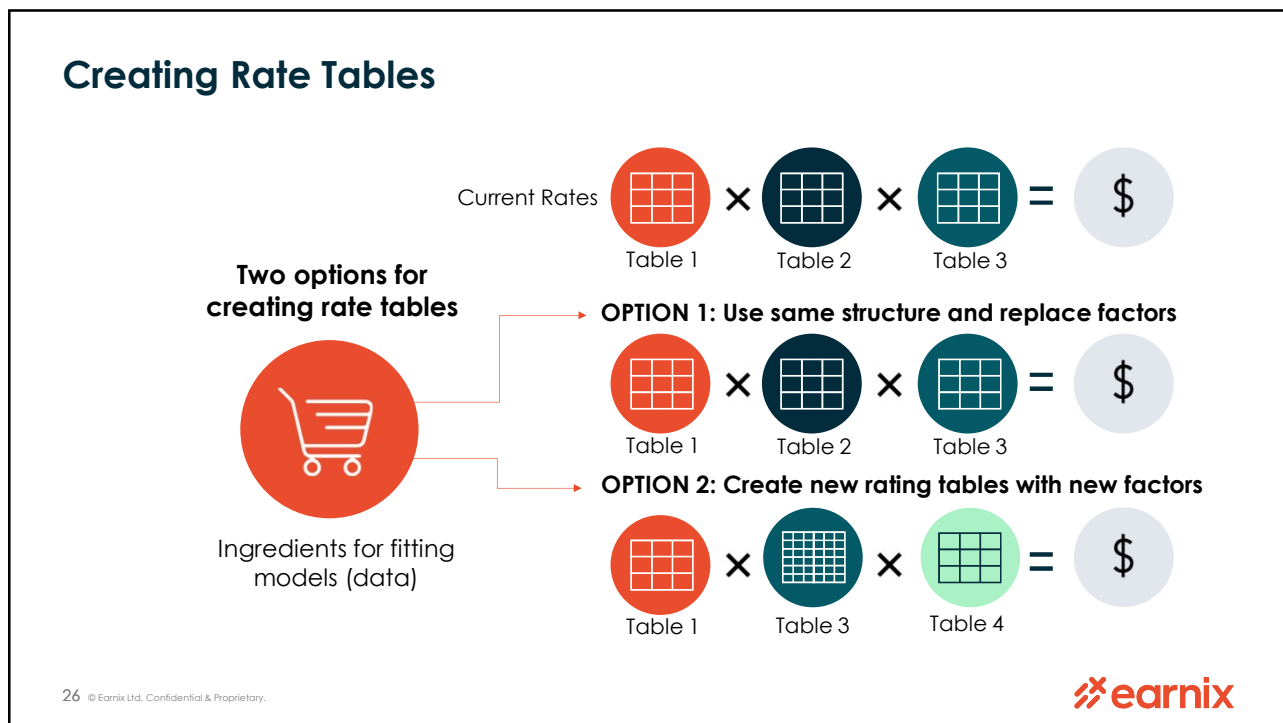 Creating Rate Tables
Current Rates
× × = $
Table 1 Table 2 Table 3
Two options for
creating rate tables
OPTION 1: Use same structure and replace factors
× × = $
Table 1 Table 2 Table 3
OPTION 2: Create new rating tables with new factors
× × = $
Table 1 Table 3 Table 4
Ingredients for fitting
models (data)
26 © Earnix Ltd. Confidential & Proprietary.
earnix